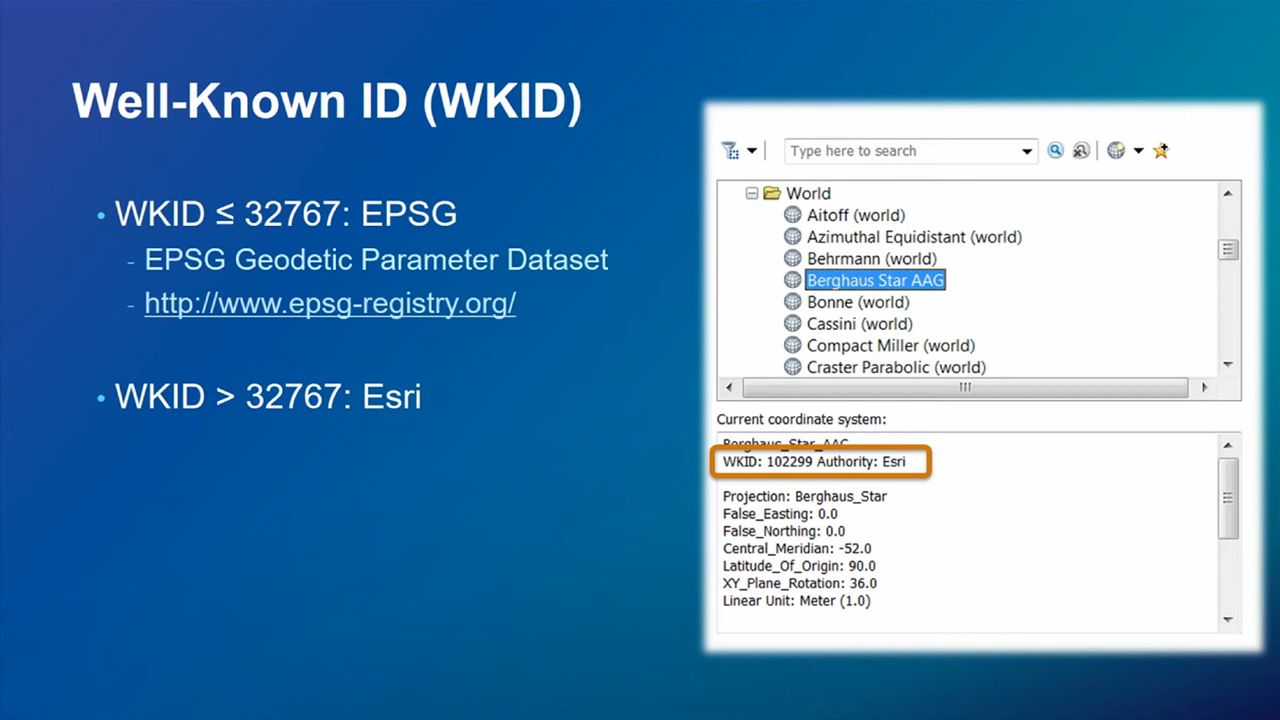 Well-Known ID (WKID)
• WKID ≤ 32767: EPSG
- EPSG Geodetic Parameter Dataset
- http://www.epsg-registry.org/
• WKID > 32767: Esri
Type here to search
World
Aitoff (world)
Azimuthal Equidistant (world)
Behrmann (world)
Berghaus Star AAG
Bonne (world)
Cassini (world)
Compact Miller (world)
Craster Parabolic (world)
Current coordinate system:
Berghaus_Star_AAG
WKID: 102299 Authority: Esri
Projection: Berghaus_Star
False_Easting: 0.0
False_Northing: 0.0
Central_Meridian: -52.0
Latitude_Of_Origin: 90.0
XY_Plane_Rotation: 36.0
Linear Unit: Meter (1.0)